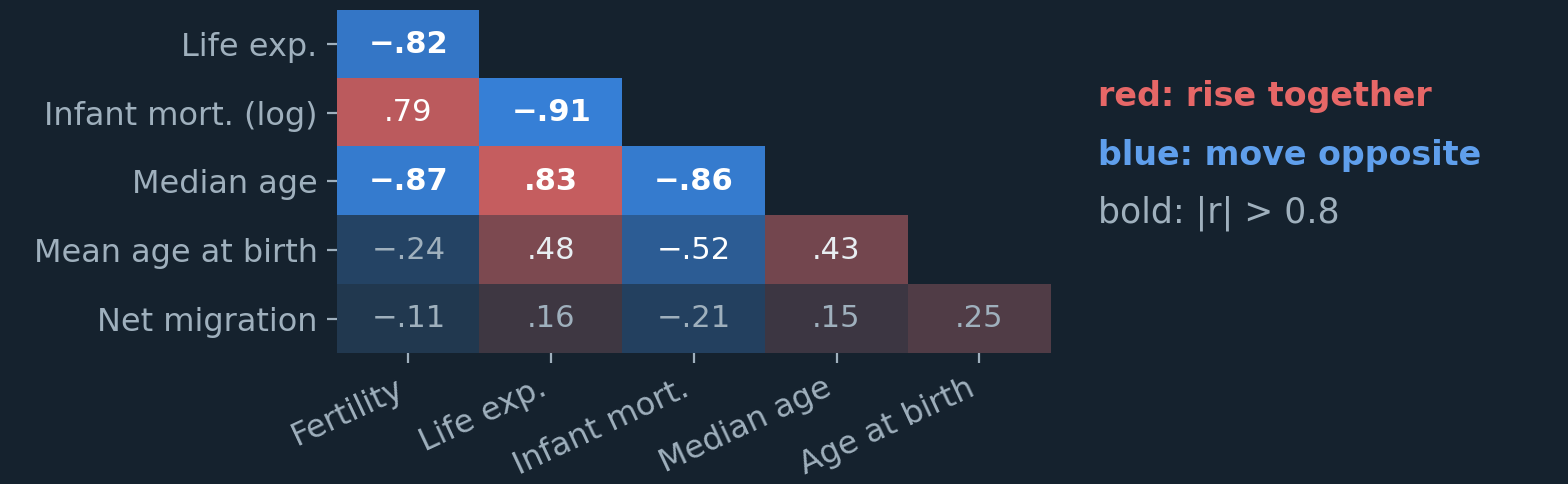 Life exp. −.82
Infant mort. (log) .79 −.91
Median age −.87 .83 −.86
Mean age at birth −.24 .48 −.52 .43
Net migration −.11 .16 −.21 .15 .25
Fertility Life exp. Infant mort. Median age Age at birth
red: rise together
blue: move opposite
bold: |r| > 0.8